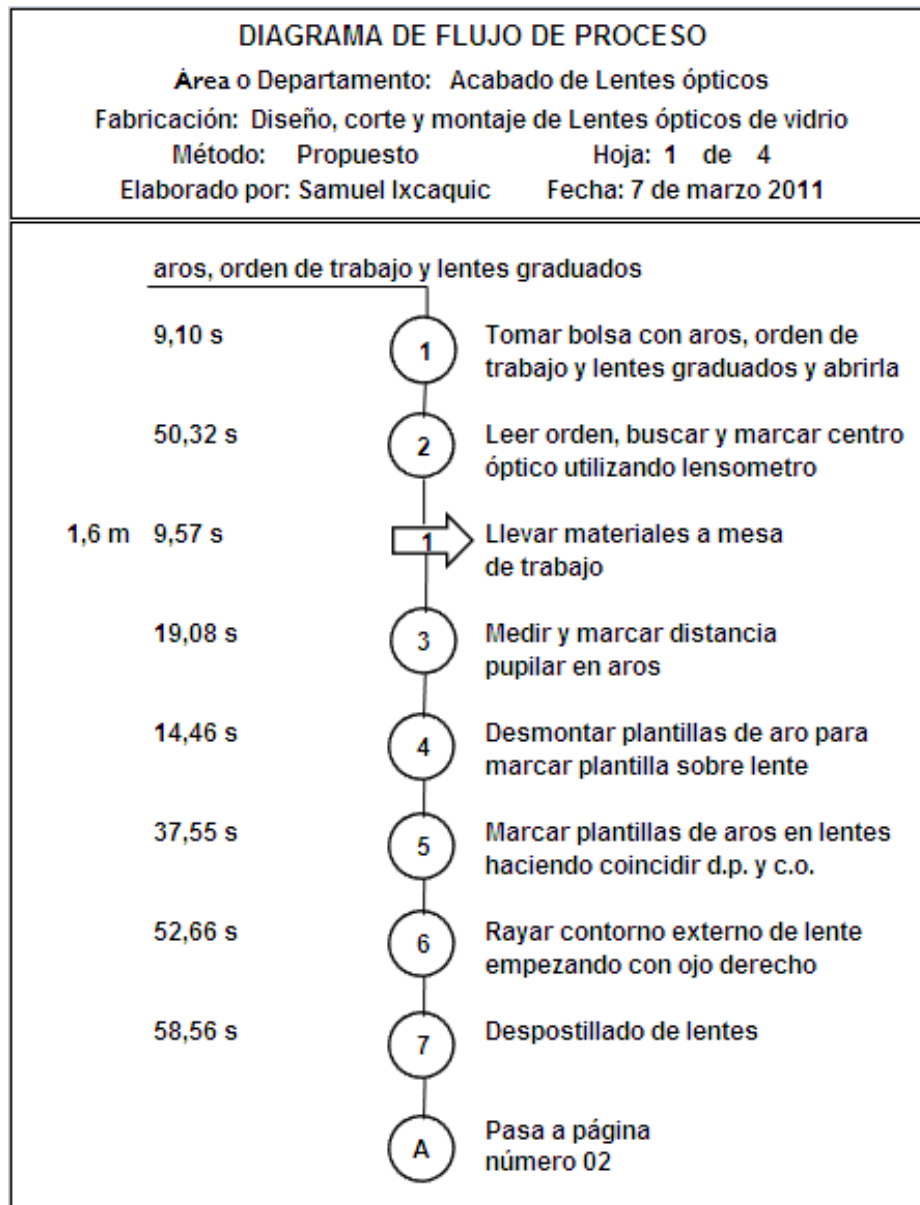 DIAGRAMA DE FLUJO DE PROCESO
Área o Departamento: Acabado de Lentes ópticos
Fabricación: Diseño, corte y montaje de Lentes ópticos de vidrio
Método: Propuesto Hoja: 1 de 4
Elaborado por: Samuel Ixcaquic Fecha: 7 de marzo 2011
aros, orden de trabajo y lentes graduados
9,10 s 1 Tomar bolsa con aros, orden de
trabajo y lentes graduados y abrirla
50,32 s 2 Leer orden, buscar y marcar centro
óptico utilizando lensometro
1,6 m 9,57 s 1 Llevar materiales a mesa
de trabajo
19,08 s 3 Medir y marcar distancia
pupilar en aros
14,46 s 4 Desmontar plantillas de aro para
marcar plantilla sobre lente
37,55 s 5 Marcar plantillas de aros en lentes
haciendo coincidir d.p. y c.o.
52,66 s 6 Rayar contorno externo de lente
empezando con ojo derecho
58,56 s 7 Despostillado de lentes
A Pasa a página
número 02